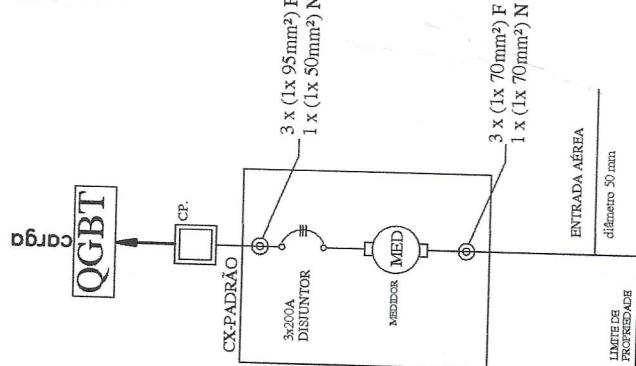 carga
QGBT
CP.
CX-PADRÃO
3 x (1x 95mm²) F
1 x (1x 50mm²) N
3x200A
DISJUNTOR
MED
MEDIDOR
3 x (1x 70mm²) F
1 x (1x 70mm²) N
ENTRADA AÉREA
diâmetro 50 mm
LIMITE DE
PROPRIEDADE